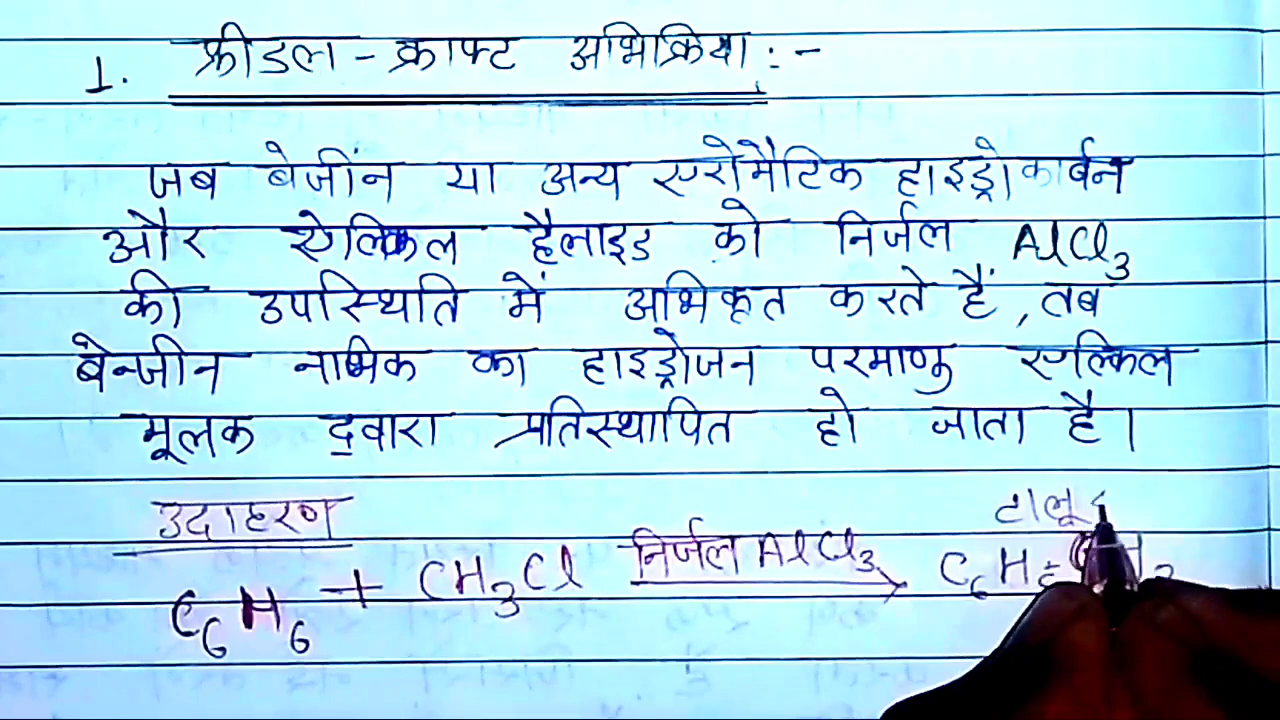 1. फ्रीडल - क्राफ्ट अभिक्रिया : -
जब बेजींन या अन्य एरोमैटिक हाइड्रोकार्बन
और एल्किल हैलाइड को निर्जल AlCl₃
की उपस्थिति में अभिकृत करते हैं, तब
बेन्जीन नाभिक का हाइड्रोजन परमाणु एल्किल
मूलक द्वारा प्रतिस्थापित हो जाता है।
उदाहरण
टालू
C₆H₆ + CH₃Cl निर्जल AlCl₃ → C₆H₅